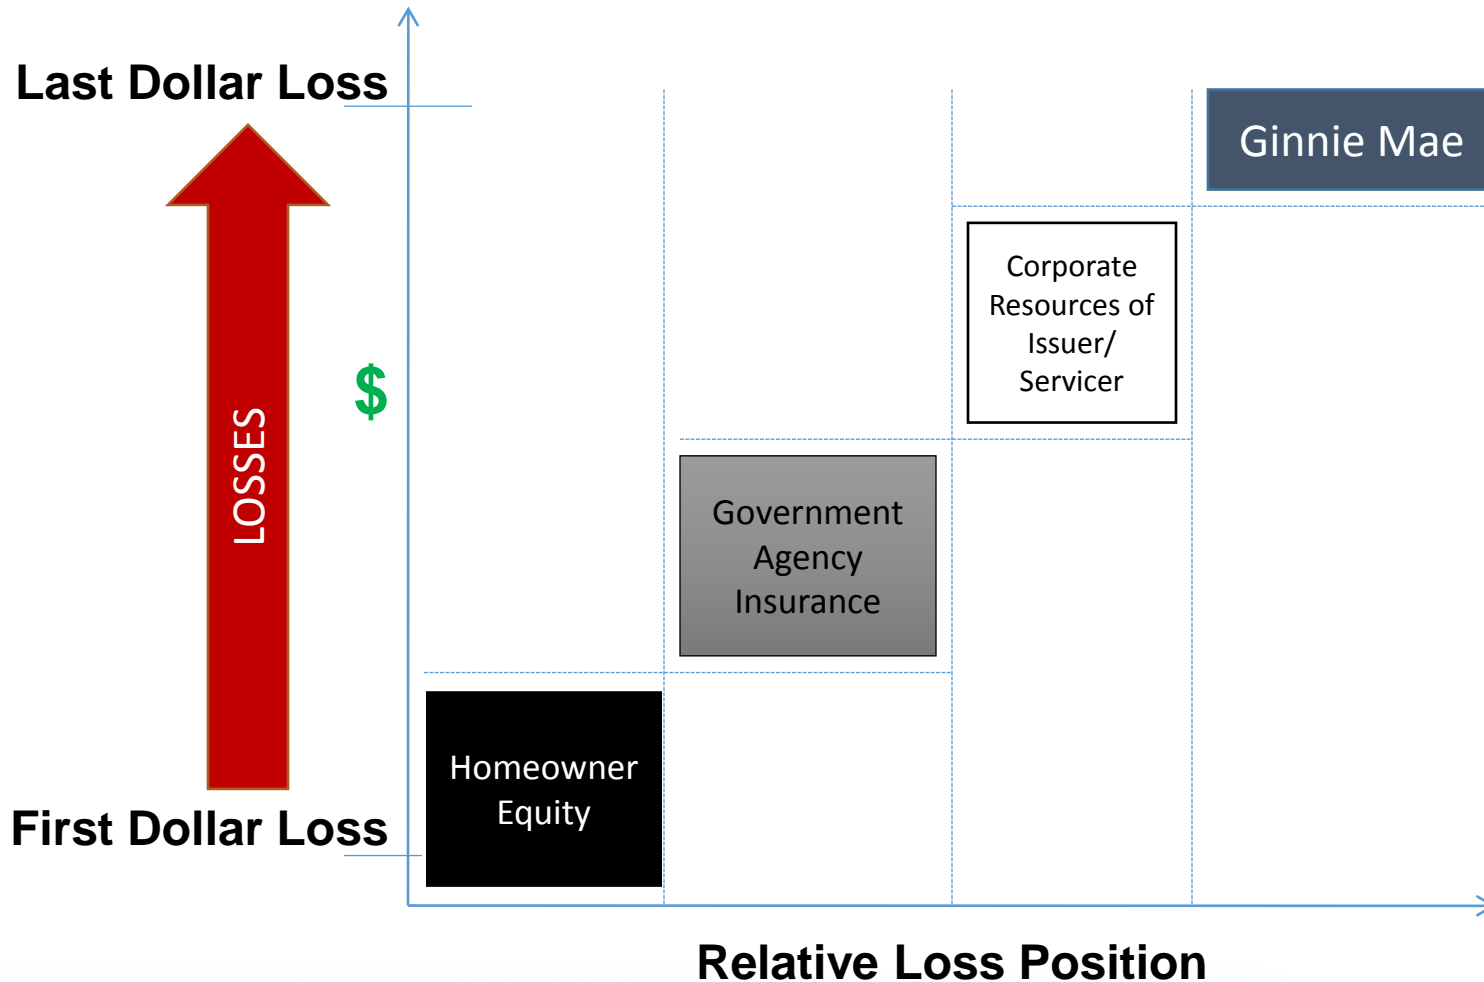 Last Dollar Loss
Ginnie Mae
Corporate
Resources of
Issuer/
Servicer
$
LOSSES
Government
Agency
Insurance
Homeowner
Equity
First Dollar Loss
Relative Loss Position